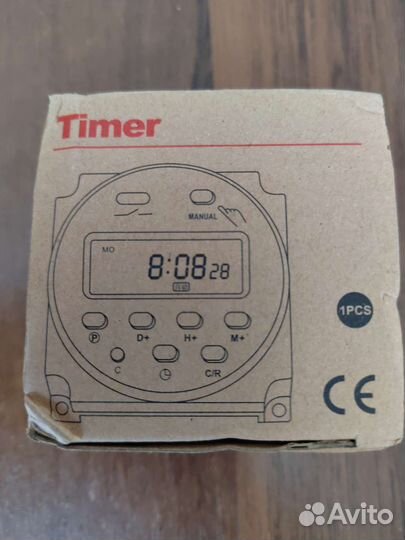 Timer
MANUAL
MO
8:08 28
1PCS
P D+ H+ M+
C C/R
CE
Avito